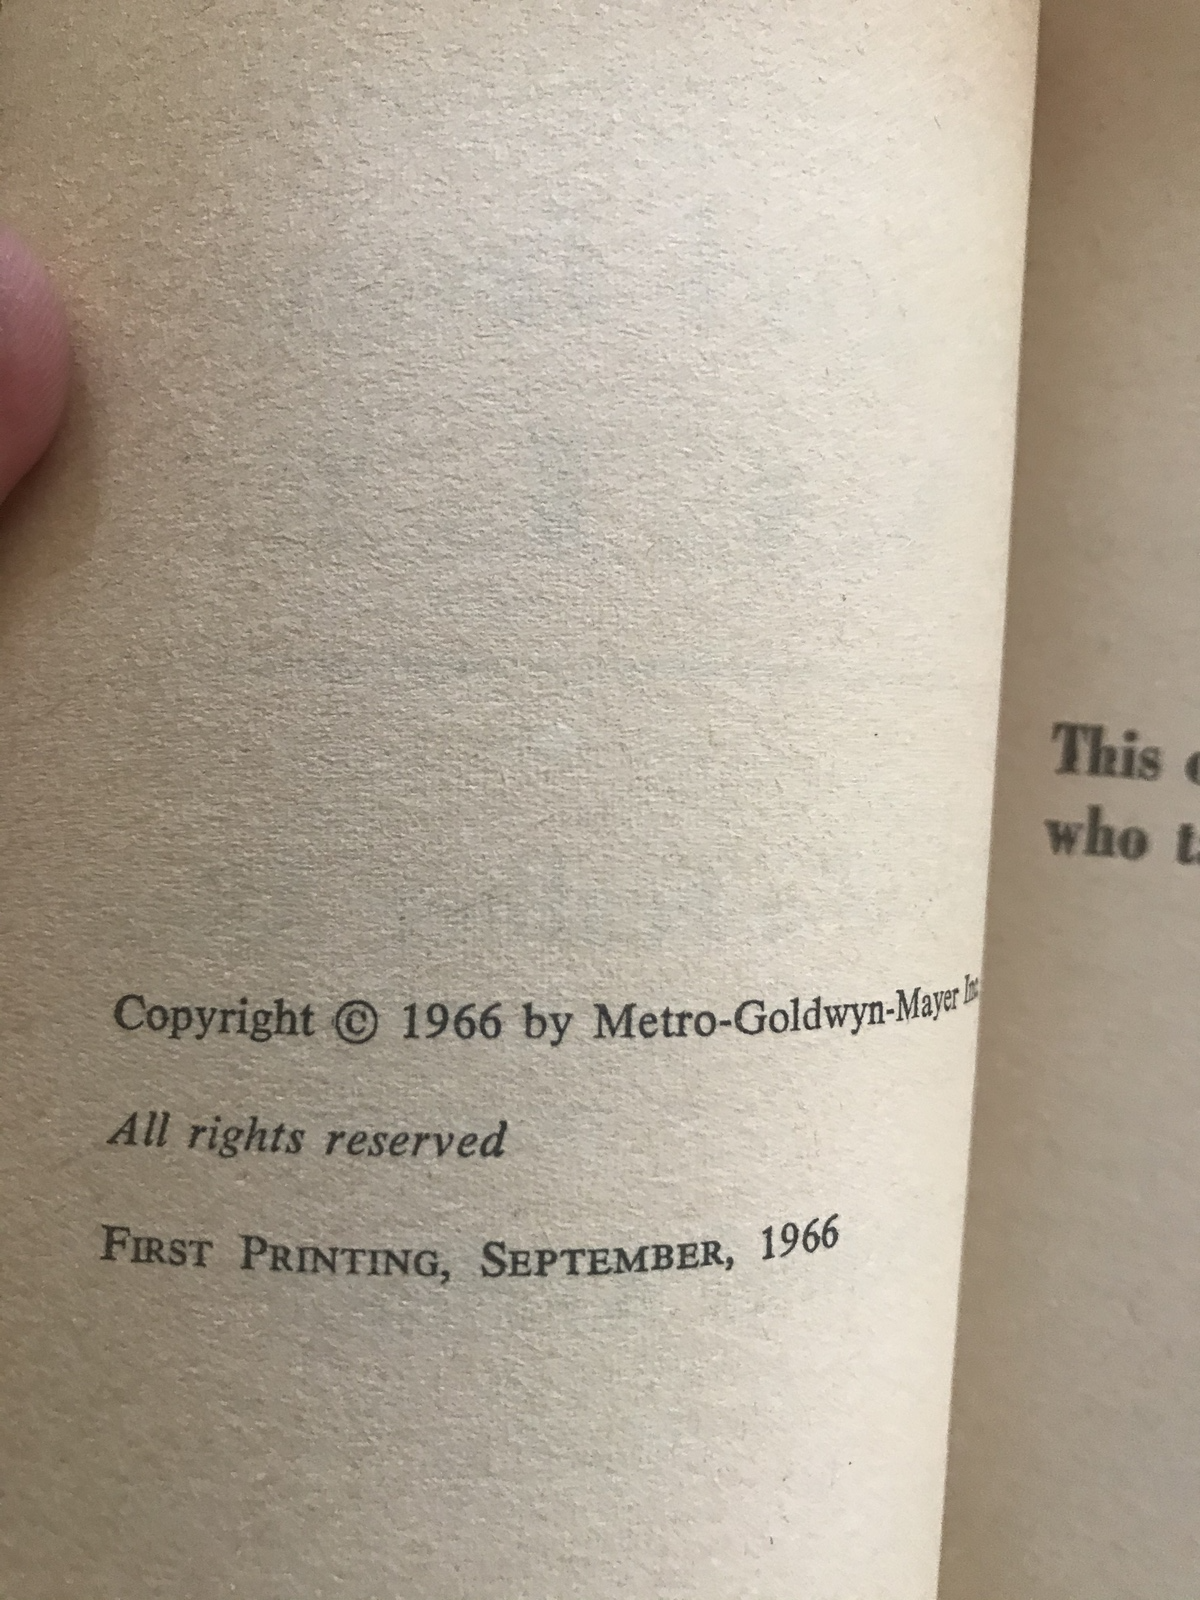 Copyright © 1966 by Metro-Goldwyn-Mayer Inc.
All rights reserved
FIRST PRINTING, SEPTEMBER, 1966
This
who